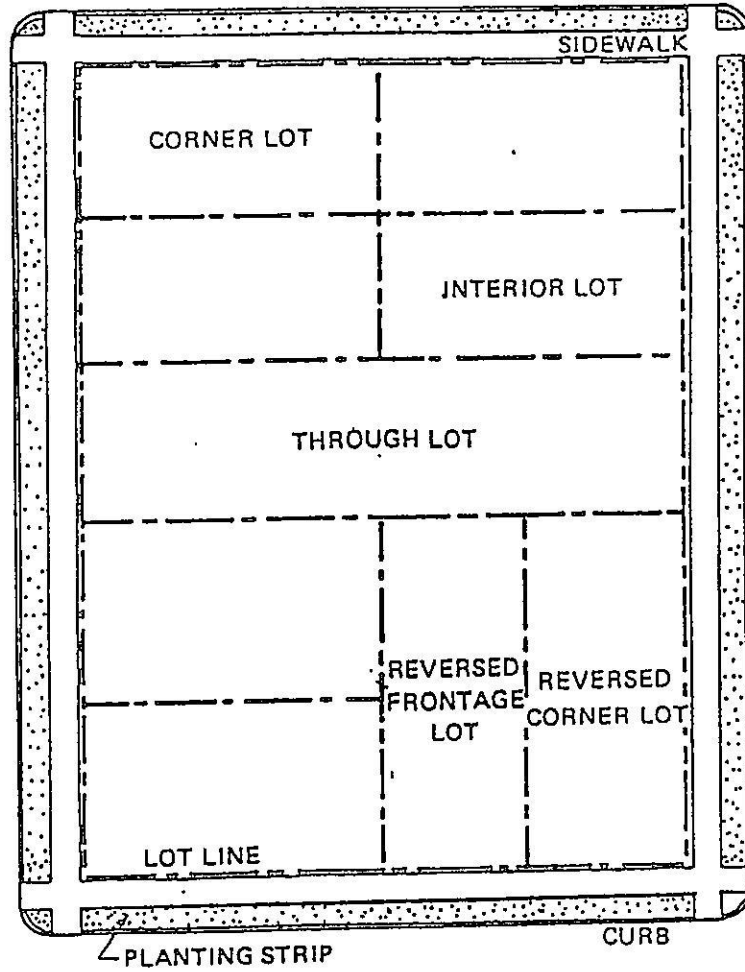 SIDEWALK
CORNER LOT
INTERIOR LOT
THROUGH LOT
REVERSED
FRONTAGE
LOT
REVERSED
CORNER LOT
LOT LINE
PLANTING STRIP
CURB